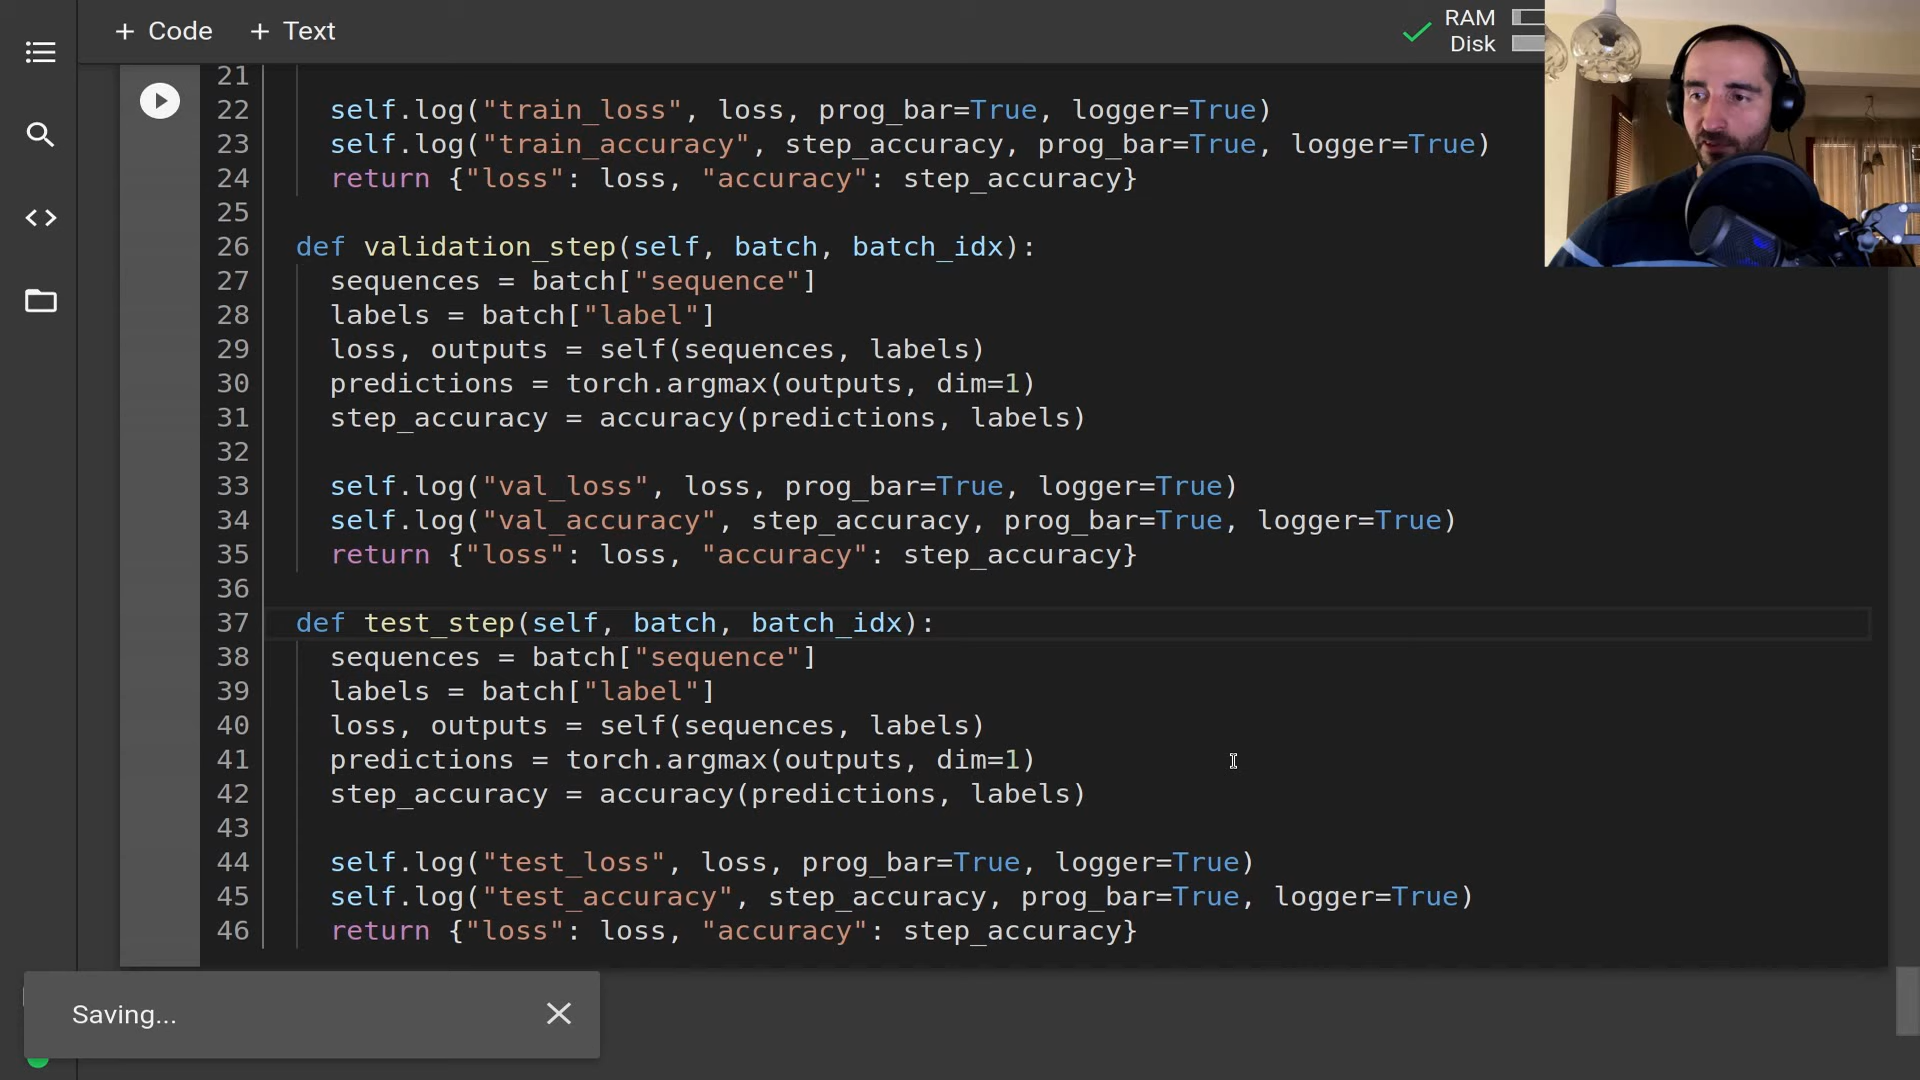 + Code + Text
RAM
Disk
21
22 self.log("train_loss", loss, prog_bar=True, logger=True)
23 self.log("train_accuracy", step_accuracy, prog_bar=True, logger=True)
24 return {"loss": loss, "accuracy": step_accuracy}
25
26 def validation_step(self, batch, batch_idx):
27 sequences = batch["sequence"]
28 labels = batch["label"]
29 loss, outputs = self(sequences, labels)
30 predictions = torch.argmax(outputs, dim=1)
31 step_accuracy = accuracy(predictions, labels)
32
33 self.log("val_loss", loss, prog_bar=True, logger=True)
34 self.log("val_accuracy", step_accuracy, prog_bar=True, logger=True)
35 return {"loss": loss, "accuracy": step_accuracy}
36
37 def test_step(self, batch, batch_idx):
38 sequences = batch["sequence"]
39 labels = batch["label"]
40 loss, outputs = self(sequences, labels)
41 predictions = torch.argmax(outputs, dim=1)
42 step_accuracy = accuracy(predictions, labels)
43
44 self.log("test_loss", loss, prog_bar=True, logger=True)
45 self.log("test_accuracy", step_accuracy, prog_bar=True, logger=True)
46 return {"loss": loss, "accuracy": step_accuracy}
Saving...